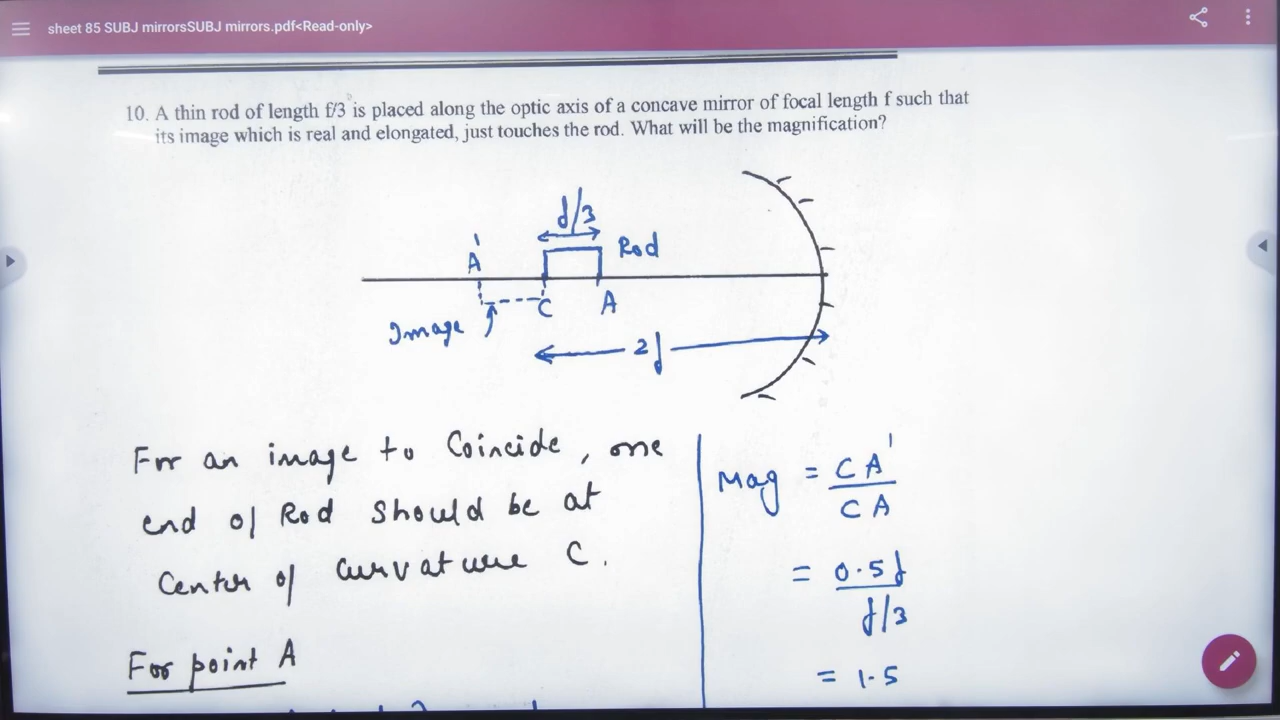 sheet 85 SUBJ mirrorsSUBJ mirrors.pdf<Read-only>
10. A thin rod of length f/3 is placed along the optic axis of a concave mirror of focal length f such that
its image which is real and elongated, just touches the rod. What will be the magnification?
f/3
Rod
A'
C
A
Image
2f
For an image to Coincide, one
end of Rod should be at
Center of Curvature C.
For point A
Mag = CA'
CA
= 0.5f
f/3
= 1.5